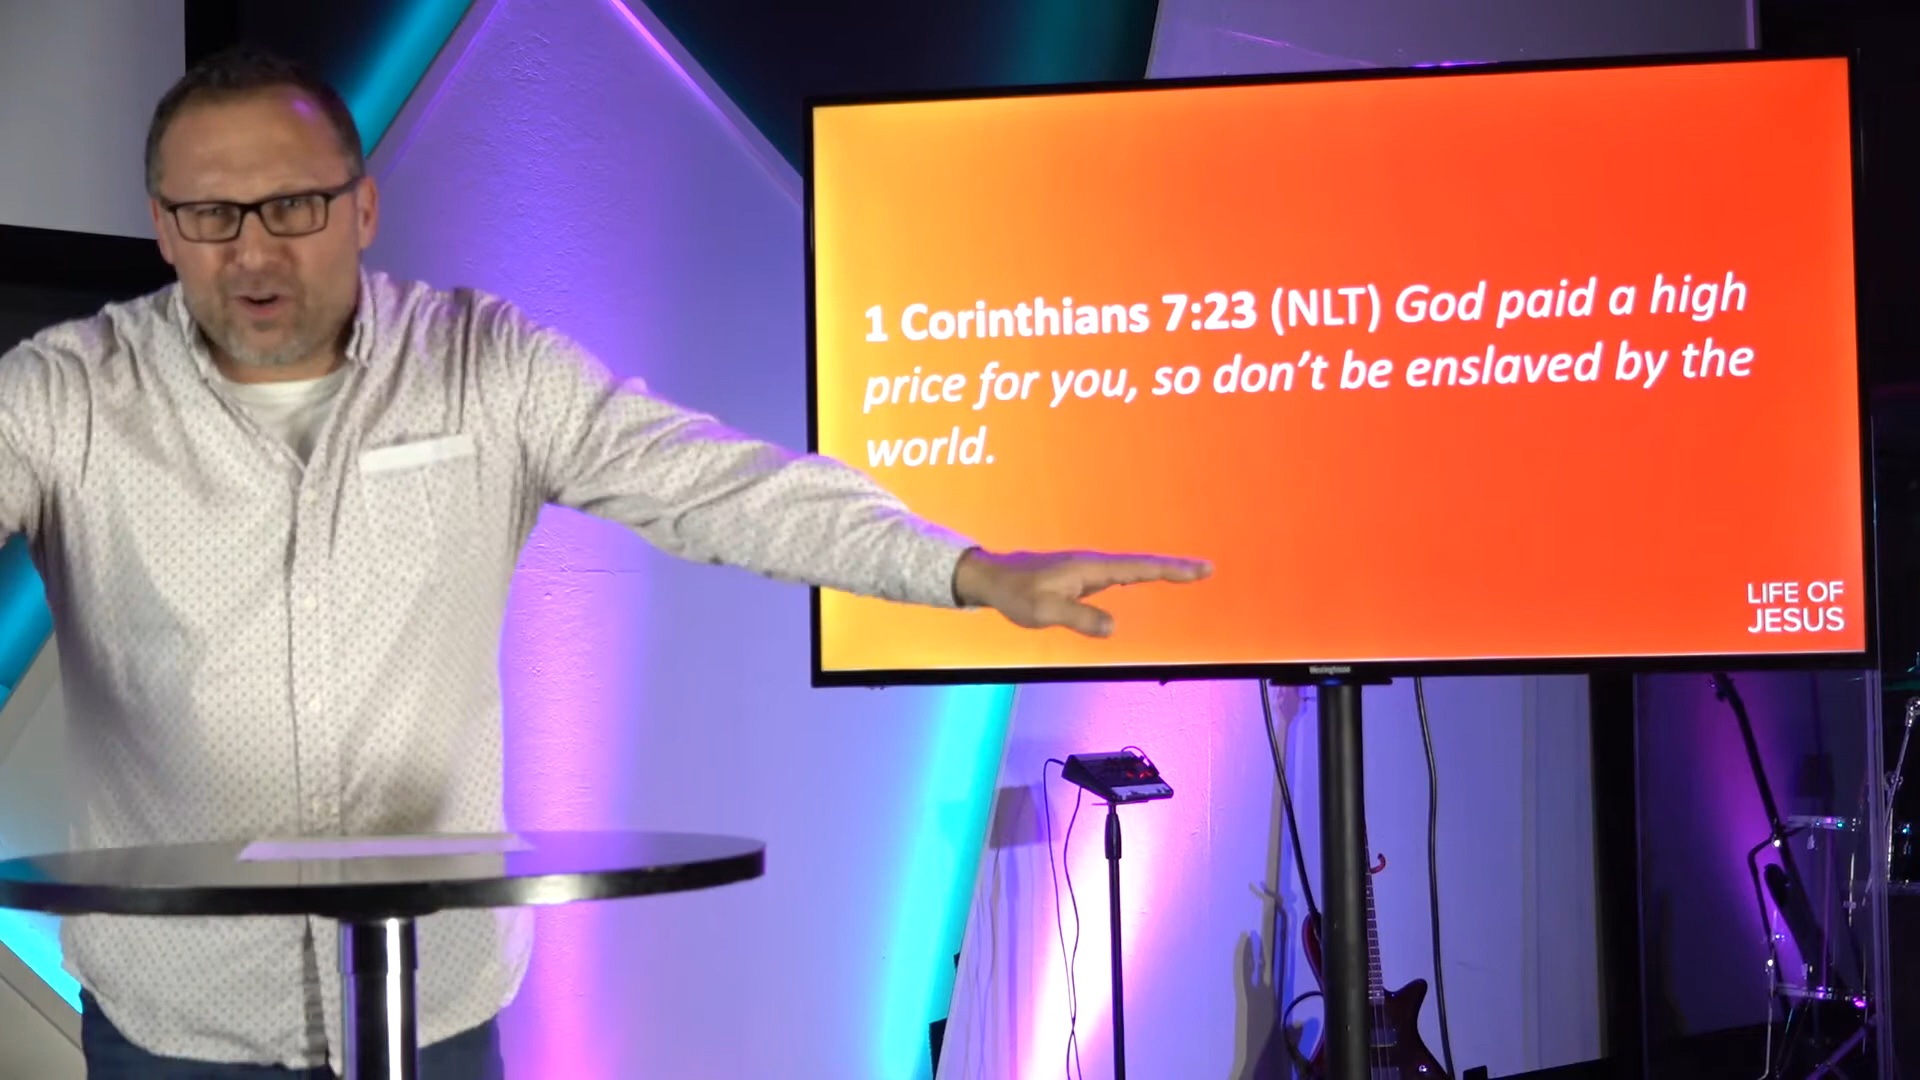 1 Corinthians 7:23 (NLT) God paid a high
price for you, so don’t be enslaved by the
world.
LIFE OF
JESUS
Westinghouse